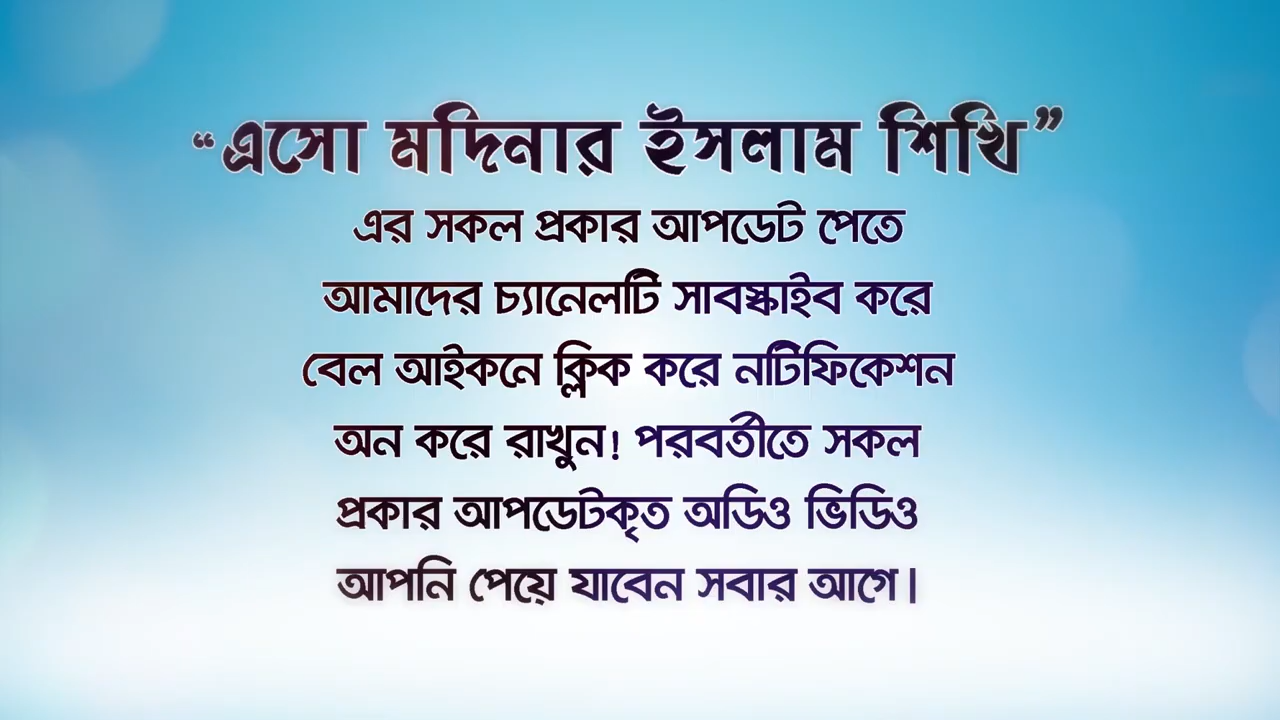 “এসো মদিনার ইসলাম শিখি”
এর সকল প্রকার আপডেট পেতে
আমাদের চ্যানেলটি সাবস্ক্রাইব করে
বেল আইকনে ক্লিক করে নটিফিকেশন
অন করে রাখুন! পরবর্তীতে সকল
প্রকার আপডেটকৃত অডিও ভিডিও
আপনি পেয়ে যাবেন সবার আগে।